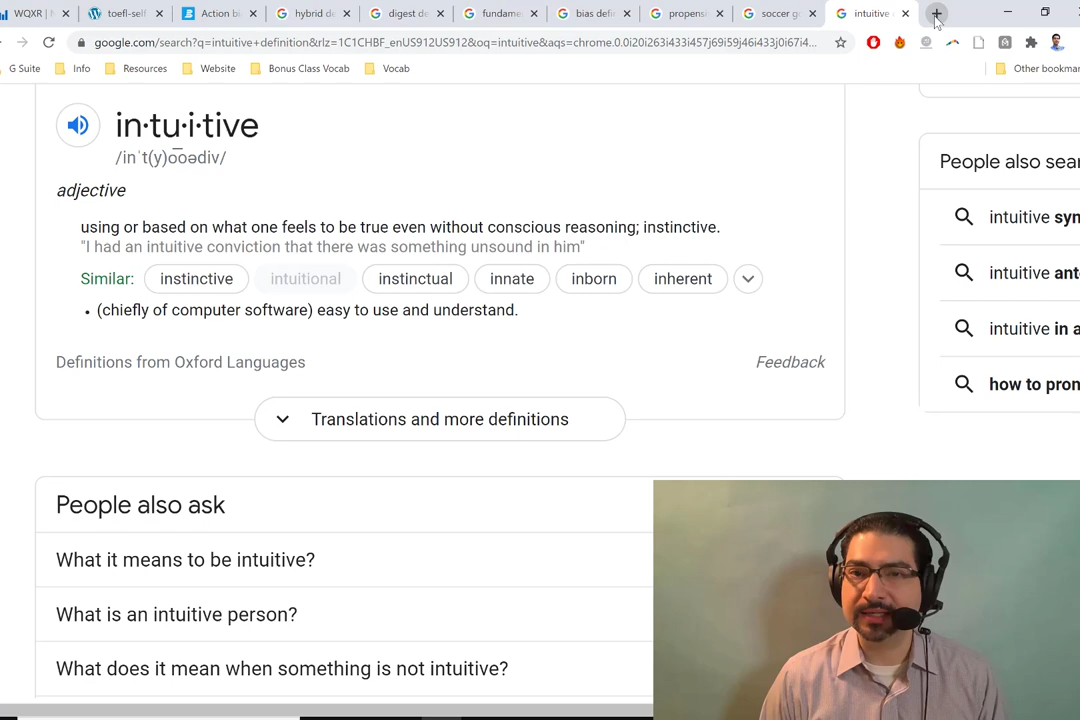 WQXR | N
toefl-self
Action bi
hybrid de
digest de
fundame
bias defi
propensi
soccer g
intuitive
google.com/search?q=intuitive+definition&rlz=1C1CHBF_enUS912US912&oq=intuitive&aqs=chrome.0.0i20i263i433i457j69i59j46i433j0i67i4...
G Suite
Info
Resources
Website
Bonus Class Vocab
Vocab
Other bookmar
in·tu·i·tive
/inˈt(y)o͞oədiv/
adjective
using or based on what one feels to be true even without conscious reasoning; instinctive.
"I had an intuitive conviction that there was something unsound in him"
Similar: instinctive intuitional instinctual innate inborn inherent
• (chiefly of computer software) easy to use and understand.
Definitions from Oxford Languages
Feedback
Translations and more definitions
People also ask
What it means to be intuitive?
What is an intuitive person?
What does it mean when something is not intuitive?
People also sear
intuitive syn
intuitive ant
intuitive in a
how to pron